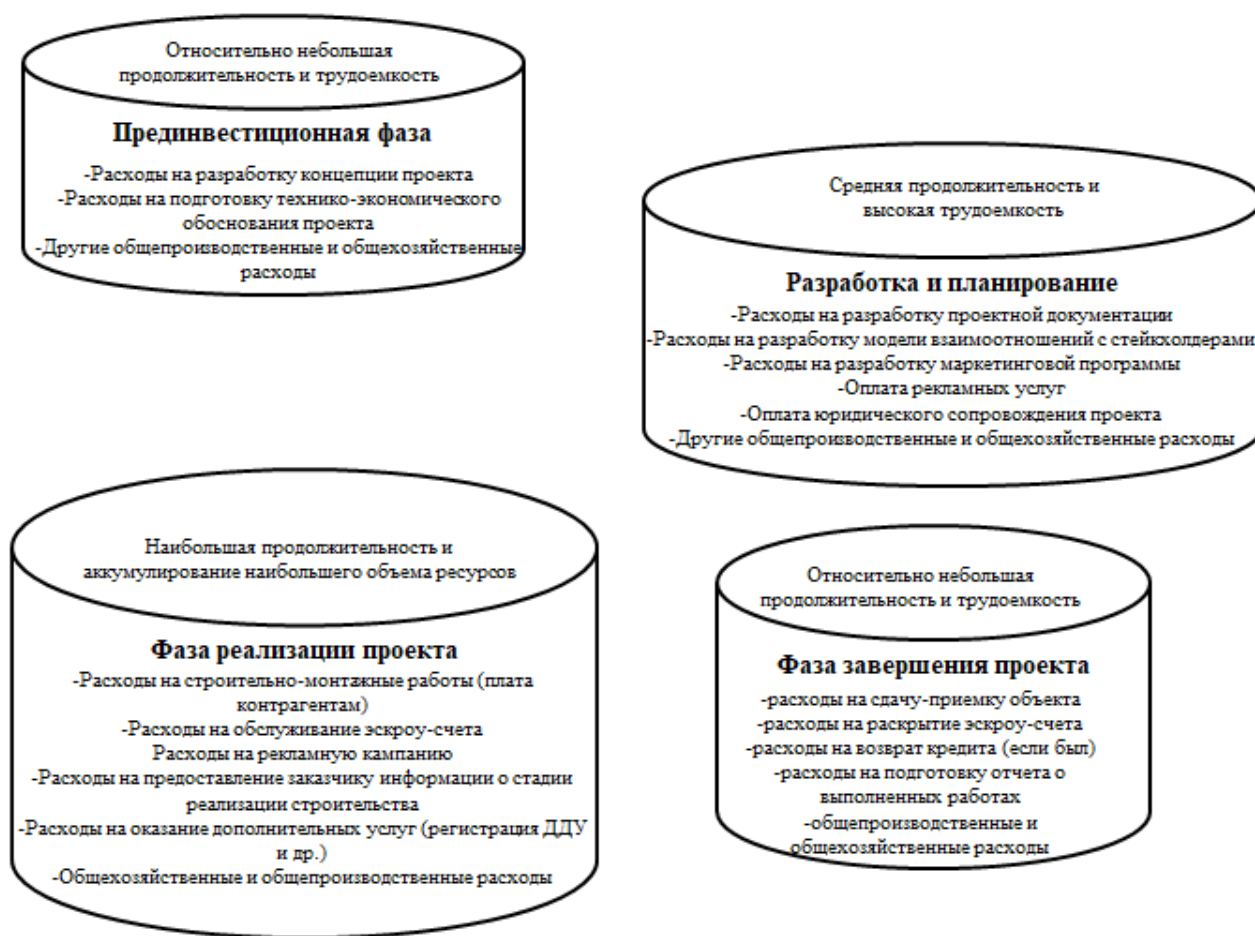 Относительно небольшая
продолжительность и трудоемкость
Прединвестиционная фаза
-Расходы на разработку концепции проекта
-Расходы на подготовку технико-экономического
обоснования проекта
-Другие общепроизводственные и общехозяйственные
расходы
Средняя продолжительность и
высокая трудоемкость
Разработка и планирование
-Расходы на разработку проектной документации
-Расходы на разработку модели взаимоотношений с стейкхолдерами
-Расходы на разработку маркетинговой программы
-Оплата рекламных услуг
-Оплата юридического сопровождения проекта
-Другие общепроизводственные и общехозяйственные расходы
Наибольшая продолжительность и
аккумулирование наибольшего объема ресурсов
Фаза реализации проекта
-Расходы на строительно-монтажные работы (плата
контрагентам)
-Расходы на обслуживание эскроу-счета
Расходы на рекламную кампанию
-Расходы на предоставление заказчику информации о стадии
реализации строительства
-Расходы на оказание дополнительных услуг (регистрация ДДУ
и др.)
-Общехозяйственные и общепроизводственные расходы
Относительно небольшая
продолжительность и трудоемкость
Фаза завершения проекта
-расходы на сдачу-приемку объекта
-расходы на раскрытие эскроу-счета
-расходы на возврат кредита (если был)
-расходы на подготовку отчета о
выполненных работах
-общепроизводственные и
общехозяйственные расходы